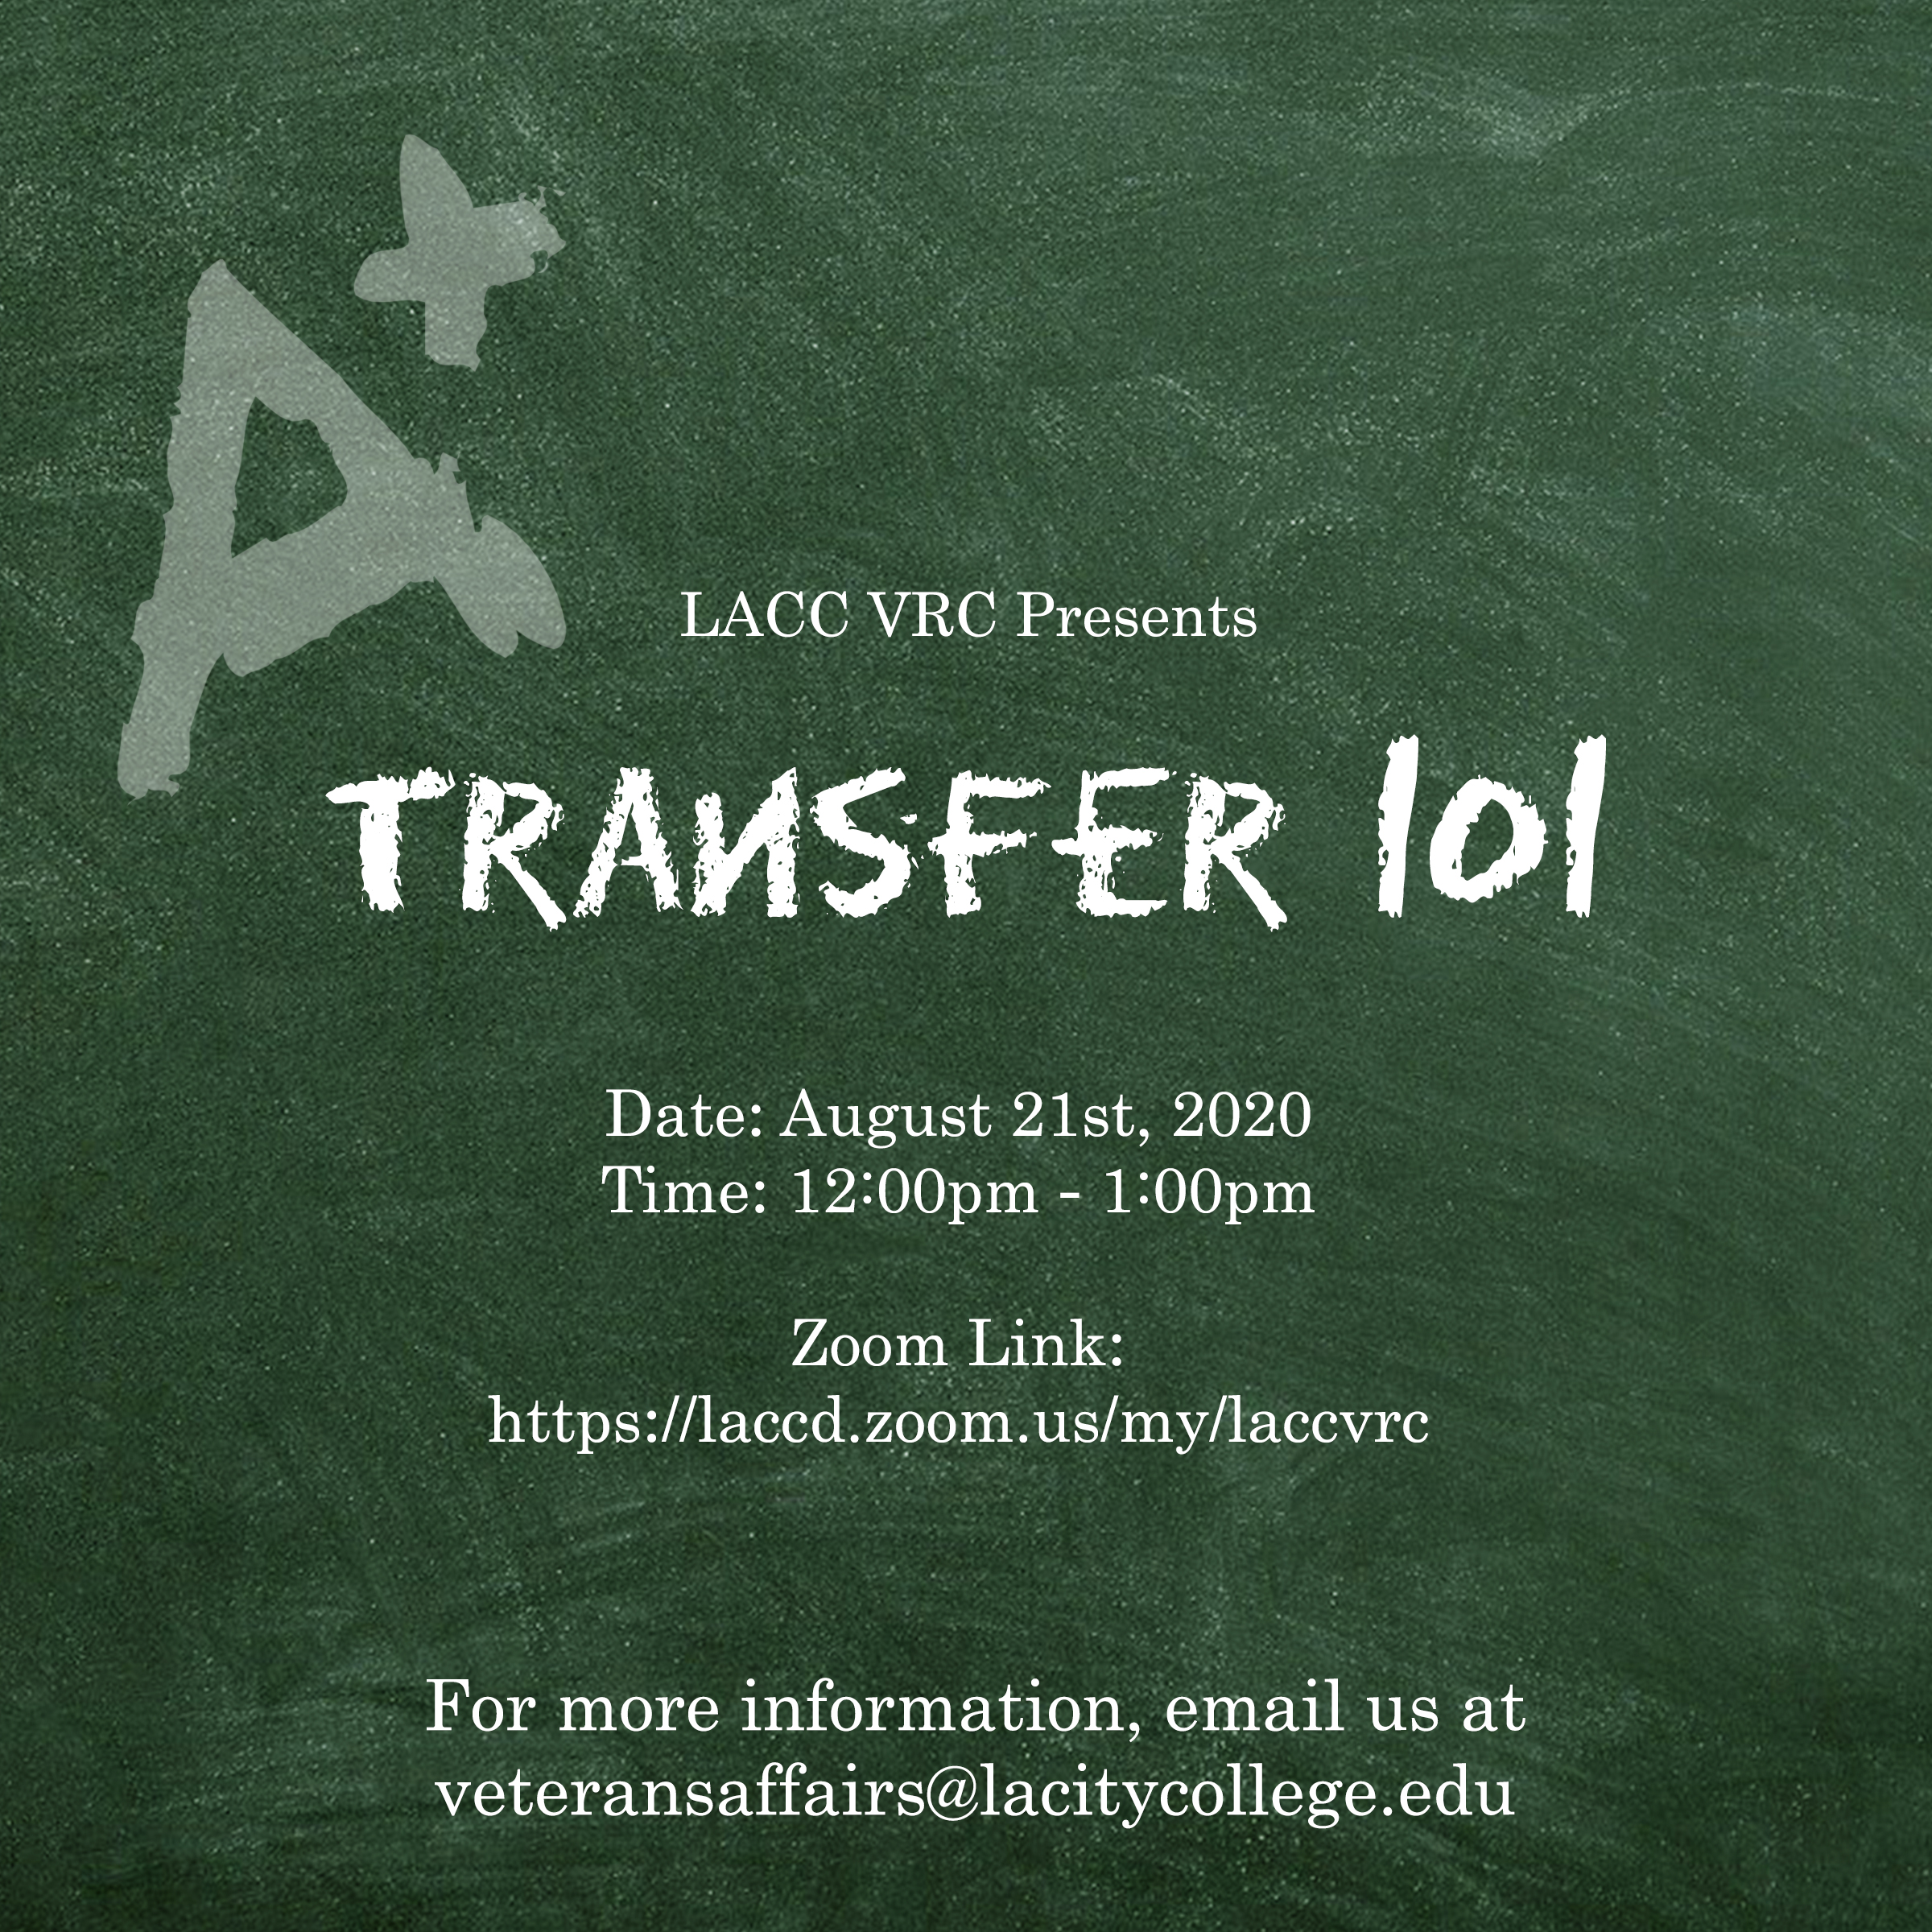 A+
LACC VRC Presents
TRANSFER 101
Date: August 21st, 2020
Time: 12:00pm - 1:00pm
Zoom Link:
https://laccd.zoom.us/my/laccvrc
For more information, email us at
veteransaffairs@lacitycollege.edu